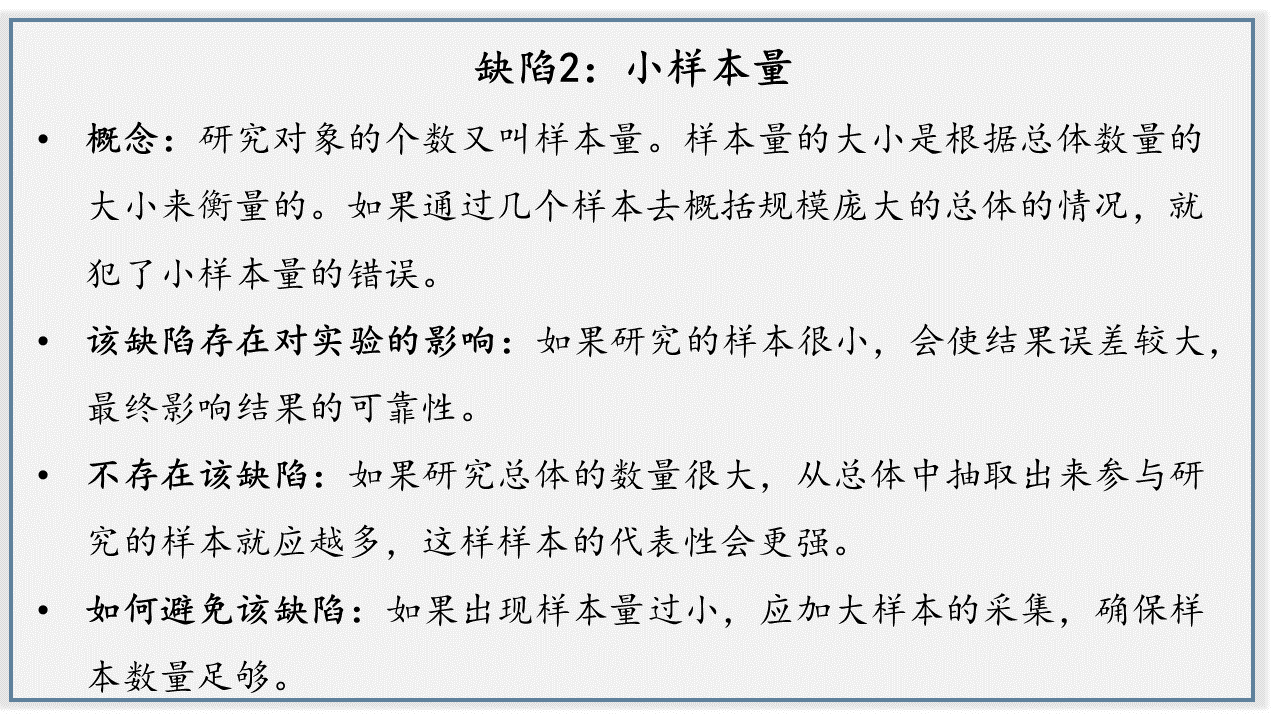 缺陷2：小样本量
• 概念：研究对象的个数又叫样本量。样本量的大小是根据总体数量的
大小来衡量的。如果通过几个样本去概括规模庞大的总体的情况，就
犯了小样本量的错误。
• 该缺陷存在对实验的影响：如果研究的样本很小，会使结果误差较大，
最终影响结果的可靠性。
• 不存在该缺陷：如果研究总体的数量很大，从总体中抽取出来参与研
究的样本就应越多，这样样本的代表性会更强。
• 如何避免该缺陷：如果出现样本量过小，应加大样本的采集，确保样
本数量足够。